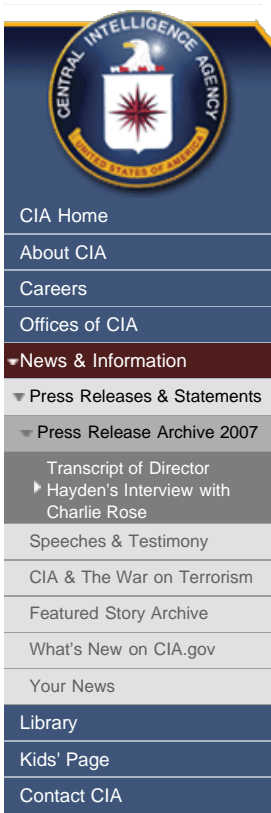 CENTRAL INTELLIGENCE AGENCY
UNITED STATES OF AMERICA
CIA Home
About CIA
Careers
Offices of CIA
News & Information
Press Releases & Statements
Press Release Archive 2007
Transcript of Director
Hayden's Interview with
Charlie Rose
Speeches & Testimony
CIA & The War on Terrorism
Featured Story Archive
What's New on CIA.gov
Your News
Library
Kids' Page
Contact CIA